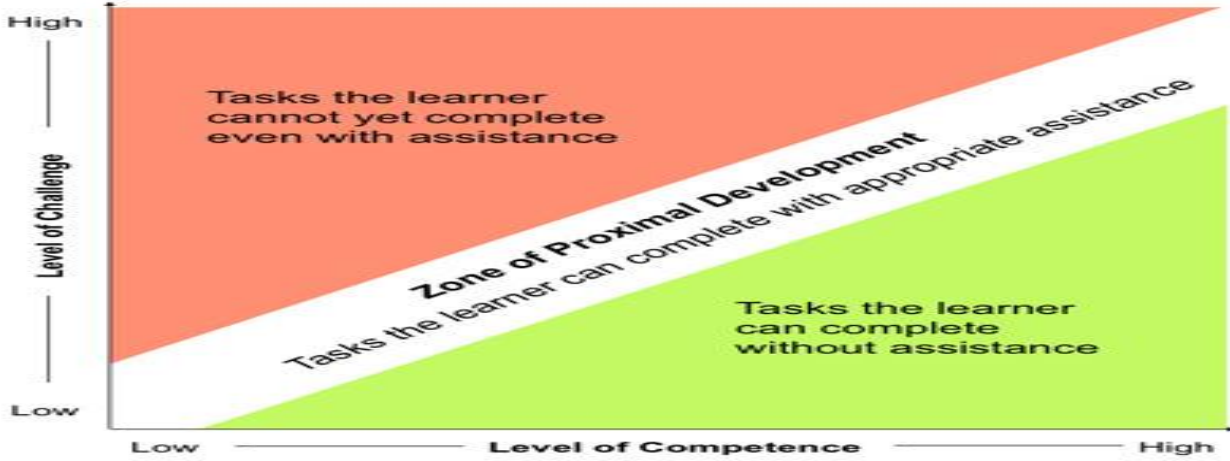 High
Level of Challenge
Low
Tasks the learner
cannot yet complete
even with assistance
Zone of Proximal Development
Tasks the learner can complete with appropriate assistance
Tasks the learner
can complete
without assistance
Low
Level of Competence
High